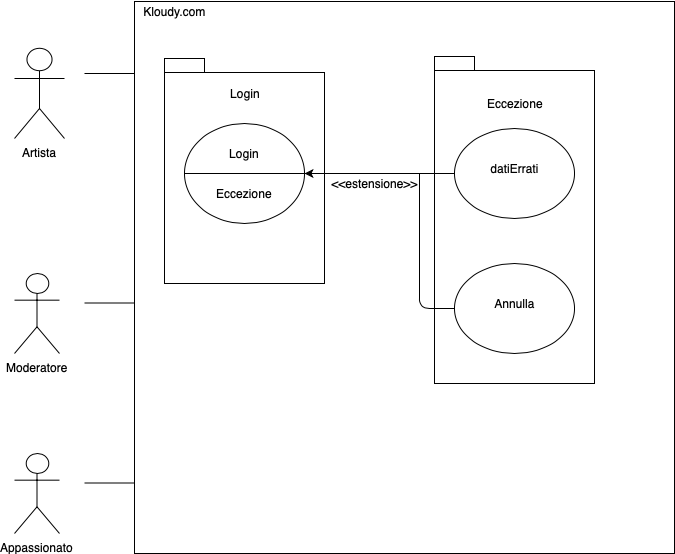 Kloudy.com
Login
Eccezione
Login
datiErrati
Artista
<<estensione>>
Eccezione
Annulla
Moderatore
Appassionato